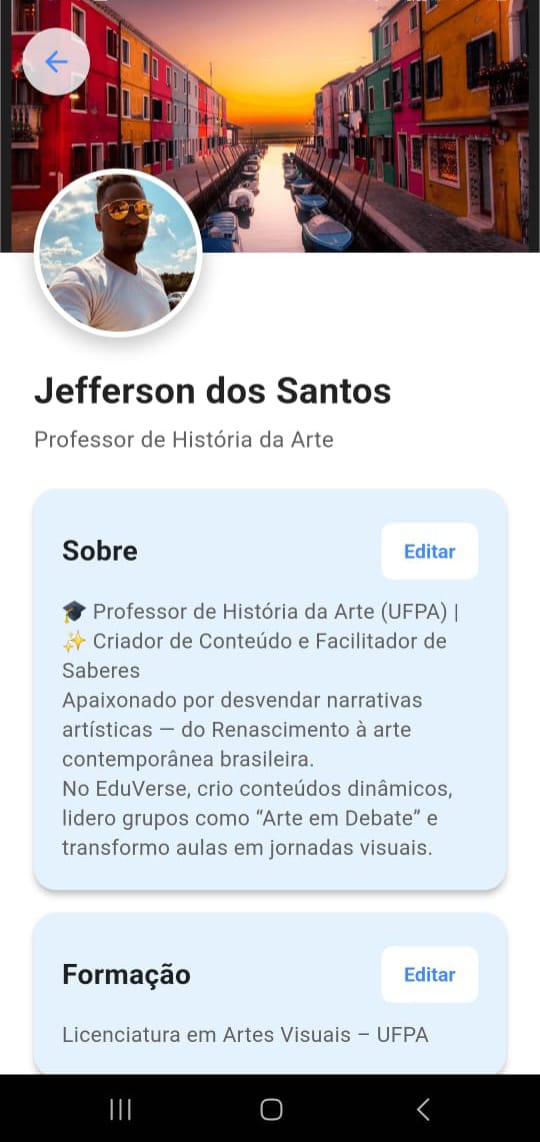 Jefferson dos Santos
Professor de História da Arte
Sobre
Editar
🎓 Professor de História da Arte (UFPA) |
✨ Criador de Conteúdo e Facilitador de
Saberes
Apaixonado por desvendar narrativas
artísticas — do Renascimento à arte
contemporânea brasileira.
No EduVerse, crio conteúdos dinâmicos,
lidero grupos como “Arte em Debate” e
transformo aulas em jornadas visuais.
Formação
Editar
Licenciatura em Artes Visuais – UFPA